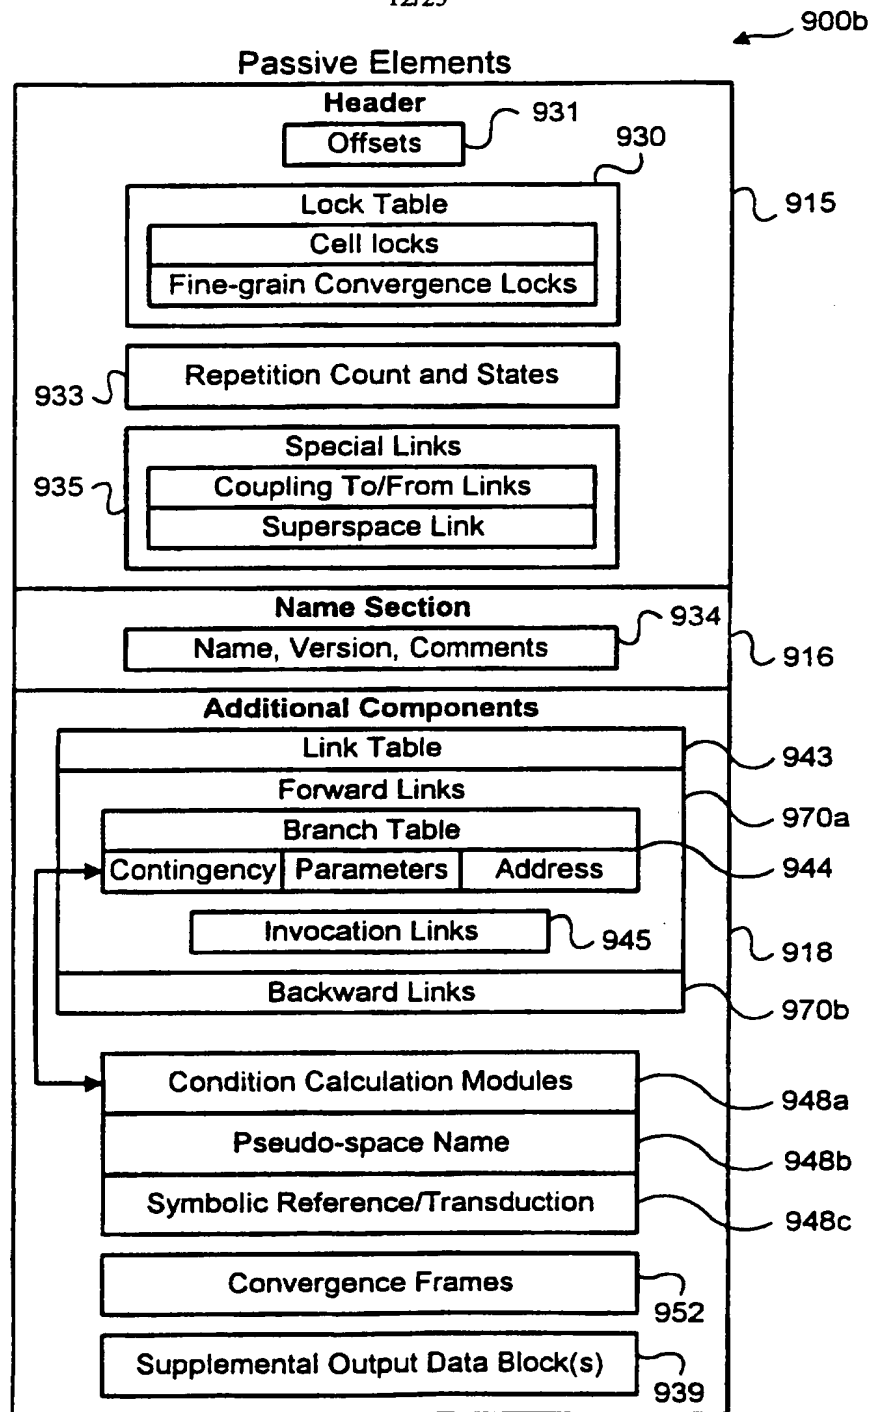 900b
Passive Elements
Header
Offsets
931
930
Lock Table
915
Cell locks
Fine-grain Convergence Locks
Repetition Count and States
933
Special Links
935
Coupling To/From Links
Superspace Link
Name Section
934
Name, Version, Comments
916
Additional Components
Link Table
943
Forward Links
970a
Branch Table
Contingency Parameters Address
944
Invocation Links
945
918
Backward Links
970b
Condition Calculation Modules
948a
Pseudo-space Name
948b
Symbolic Reference/Transduction
948c
Convergence Frames
952
Supplemental Output Data Block(s)
939